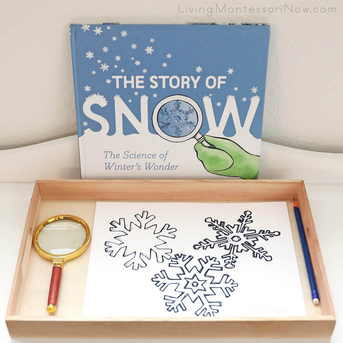 LivingMontessoriNow.com
THE STORY OF
SNOW
The Science of
Winter's Wonder